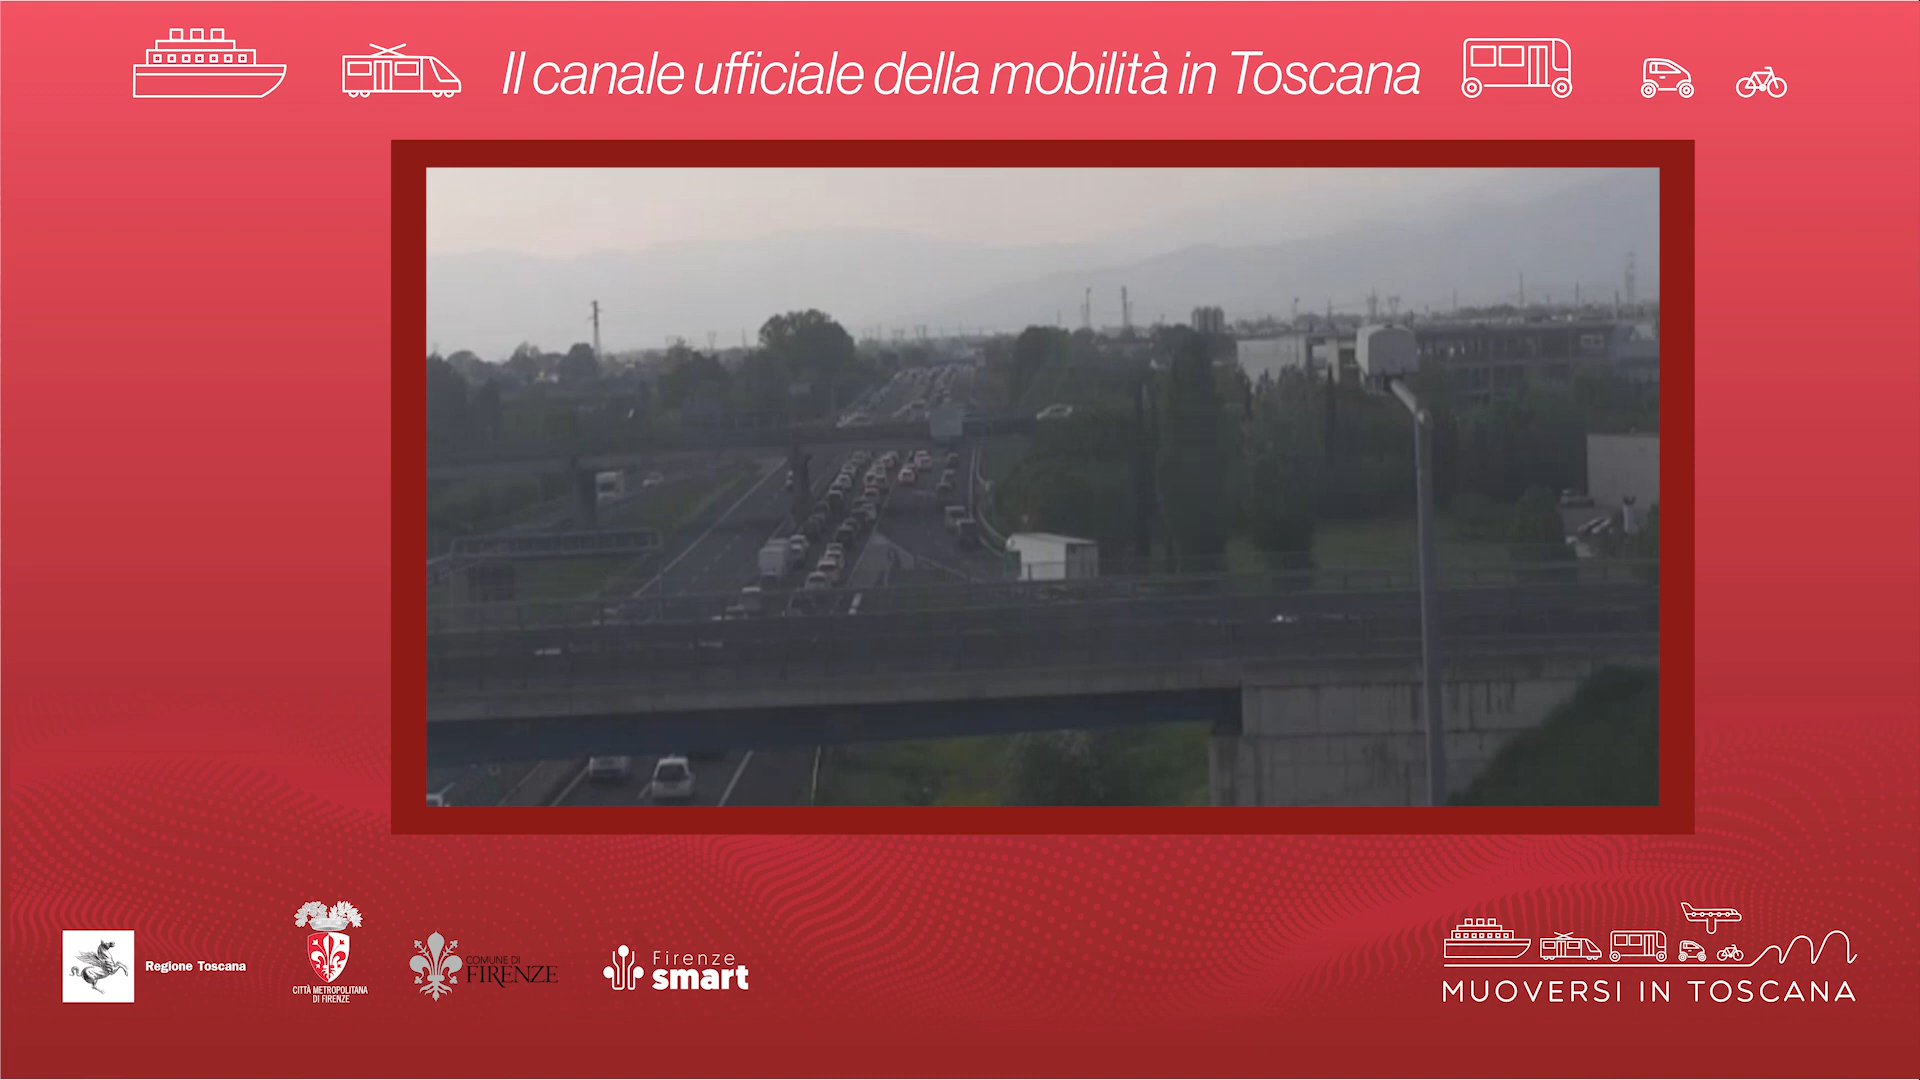 Il canale ufficiale della mobilità in Toscana
Regione Toscana
CITTÀ METROPOLITANA
DI FIRENZE
COMUNE DI
FIRENZE
Firenze
smart
MUOVERSI IN TOSCANA